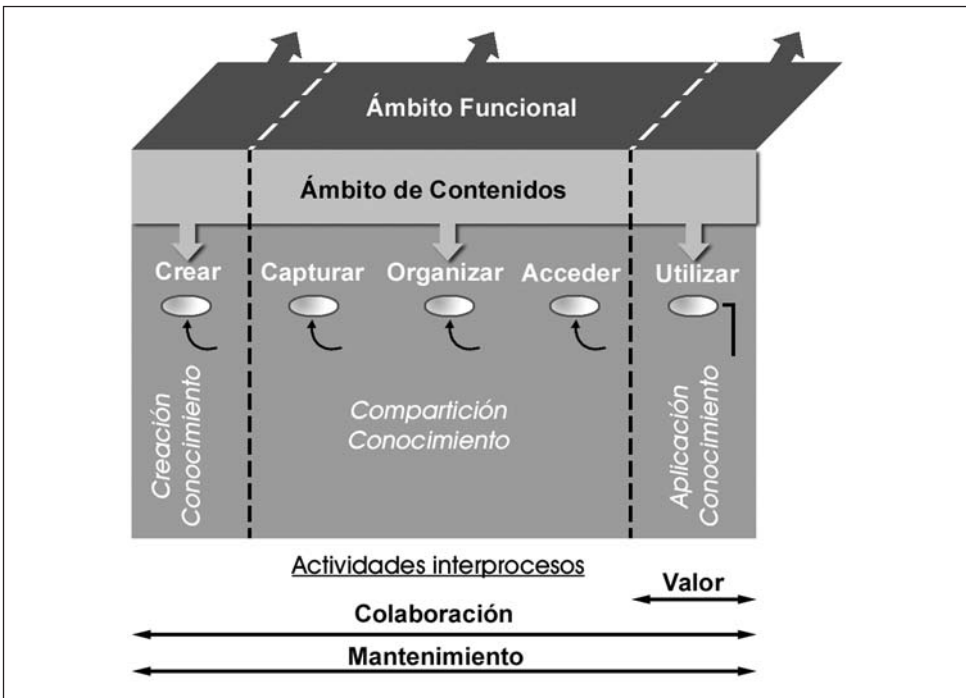 Ámbito Funcional
Ámbito de Contenidos
Crear
Capturar
Organizar
Acceder
Utilizar
Creación
Conocimiento
Compartición
Conocimiento
Aplicación
Conocimiento
Actividades interprocesos
Valor
Colaboración
Mantenimiento